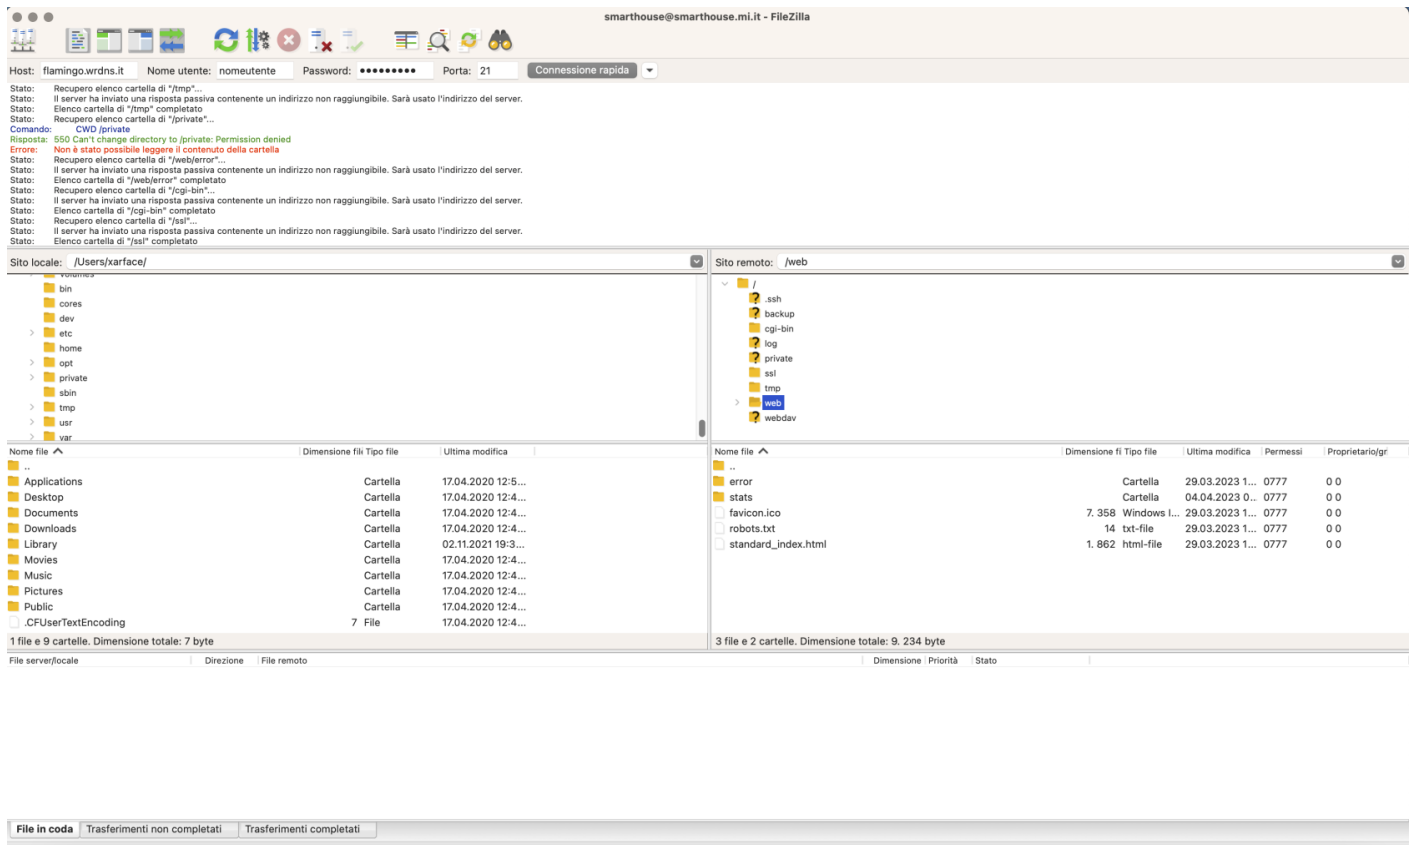 smarthouse@smarthouse.mi.it - FileZilla
Host: flamingo.wrdns.it Nome utente: nomeutente Password: ●●●●●●●●● Porta: 21 Connessione rapida
Stato: Recupero elenco cartella di "/tmp"...
Stato: Il server ha inviato una risposta passiva contenente un indirizzo non raggiungibile. Sarà usato l'indirizzo del server.
Stato: Elenco cartella di "/tmp" completato
Stato: Recupero elenco cartella di "/private"...
Comando: CWD /private
Risposta: 550 Can't change directory to /private: Permission denied
Errore: Non è stato possibile leggere il contenuto della cartella
Stato: Recupero elenco cartella di "/web/error"...
Stato: Il server ha inviato una risposta passiva contenente un indirizzo non raggiungibile. Sarà usato l'indirizzo del server.
Stato: Elenco cartella di "/web/error" completato
Stato: Recupero elenco cartella di "/cgi-bin"...
Stato: Il server ha inviato una risposta passiva contenente un indirizzo non raggiungibile. Sarà usato l'indirizzo del server.
Stato: Elenco cartella di "/cgi-bin" completato
Stato: Recupero elenco cartella di "/ssl"...
Stato: Il server ha inviato una risposta passiva contenente un indirizzo non raggiungibile. Sarà usato l'indirizzo del server.
Stato: Elenco cartella di "/ssl" completato
Sito locale: /Users/xarface/
Volumes
bin
cores
dev
etc
home
opt
private
sbin
tmp
usr
var
Nome file Dimensione file Tipo file Ultima modifica
..
Applications Cartella 17.04.2020 12:5...
Desktop Cartella 17.04.2020 12:4...
Documents Cartella 17.04.2020 12:4...
Downloads Cartella 17.04.2020 12:4...
Library Cartella 02.11.2021 19:3...
Movies Cartella 17.04.2020 12:4...
Music Cartella 17.04.2020 12:4...
Pictures Cartella 17.04.2020 12:4...
Public Cartella 17.04.2020 12:4...
.CFUserTextEncoding 7 File 17.04.2020 12:4...
1 file e 9 cartelle. Dimensione totale: 7 byte
Sito remoto: /web
/
.ssh
backup
cgi-bin
log
private
ssl
tmp
web
webdav
Nome file Dimensione fi Tipo file Ultima modifica Permessi Proprietario/gr
..
error Cartella 29.03.2023 1... 0777 0 0
stats Cartella 04.04.2023 0... 0777 0 0
favicon.ico 7. 358 Windows I... 29.03.2023 1... 0777 0 0
robots.txt 14 txt-file 29.03.2023 1... 0777 0 0
standard_index.html 1. 862 html-file 29.03.2023 1... 0777 0 0
3 file e 2 cartelle. Dimensione totale: 9. 234 byte
File server/locale Direzione File remoto Dimensione Priorità Stato
File in coda Trasferimenti non completati Trasferimenti completati